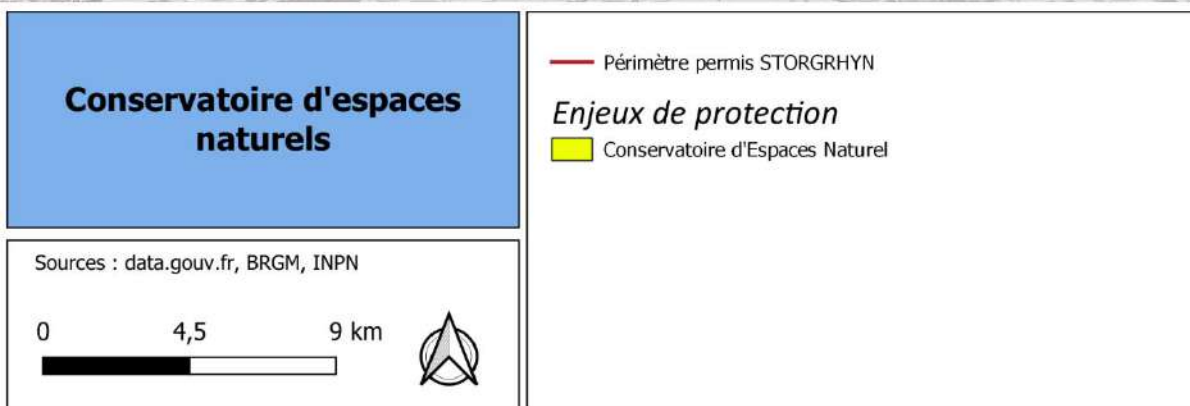 Conservatoire d'espaces
naturels
Sources : data.gouv.fr, BRGM, INPN
0 4,5 9 km
Périmètre permis STORGRHYN
Enjeux de protection
Conservatoire d'Espaces Naturel